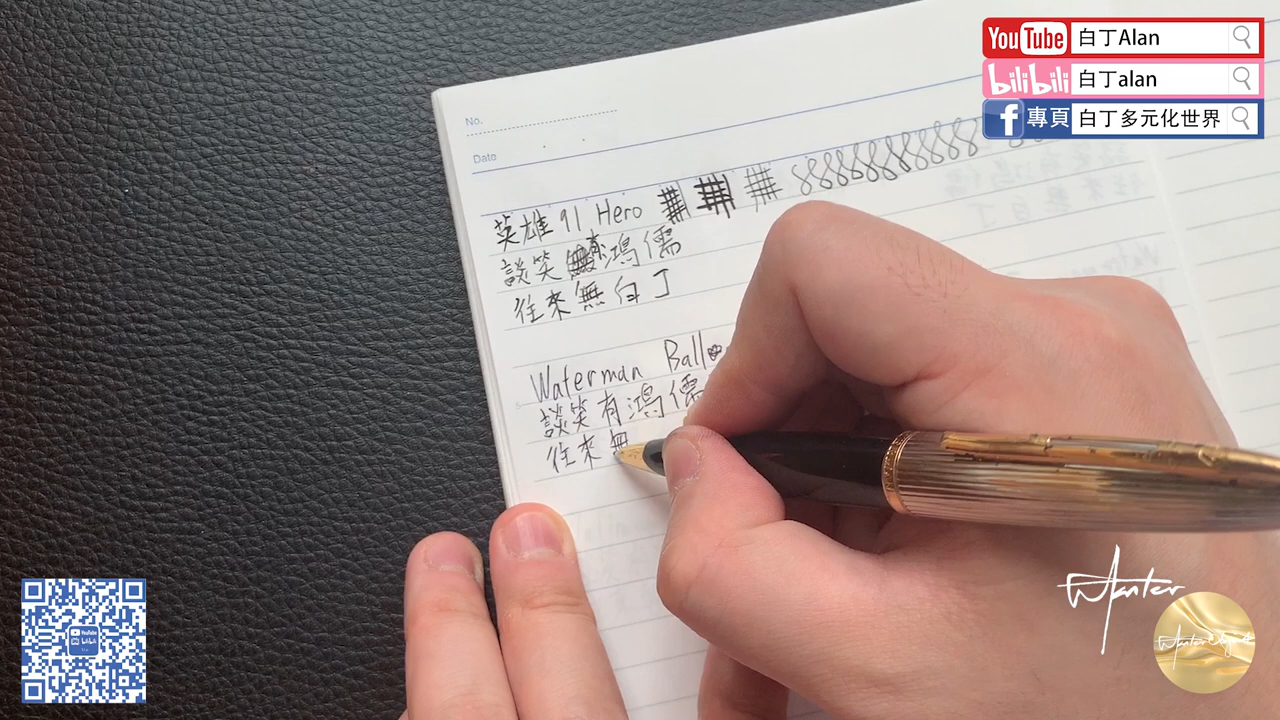 YouTube 白丁Alan
bilibili 白丁alan
f 專頁 白丁多元化世界
No.
Date
英雄 91 Hero 8888888888
談笑 鴻儒
往來無白丁
Waterman Ball
談笑有鴻儒
往來無